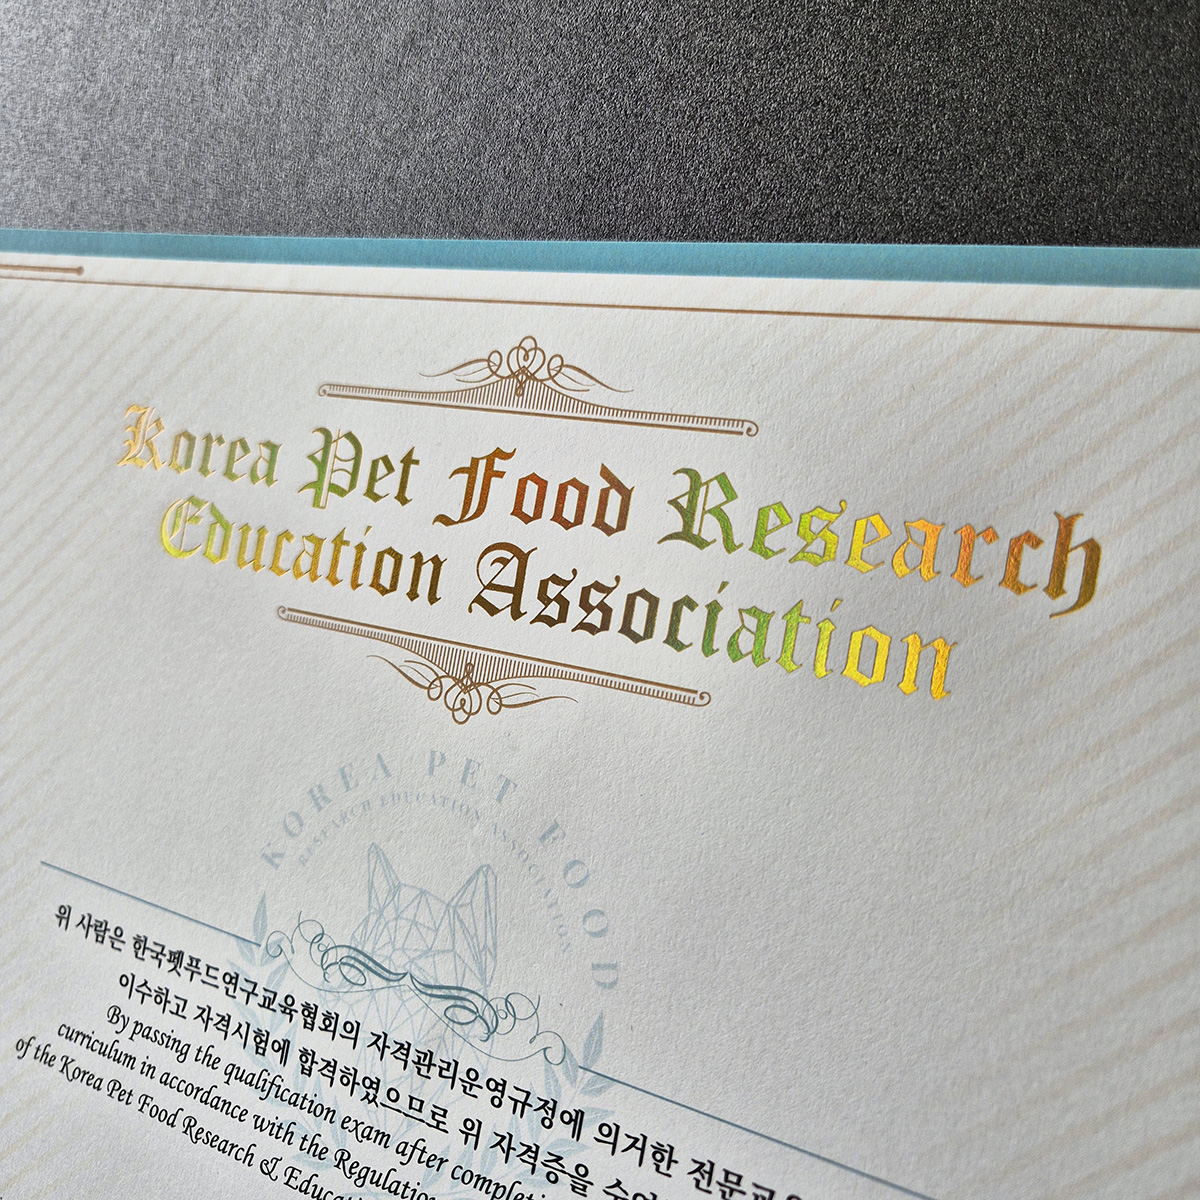 Korea Pet Food Research
Education Association
KOREA PET FOOD
RESEARCH EDUCATION
위 사람은 한국펫푸드연구교육협회의 자격관리운영규정에 의거한 전문교
이수하고 자격시험에 합격하였으므로 위 자격증을
By passing the qualification exam after
curriculum in accordance with the
of the Korea Pet Food Research &